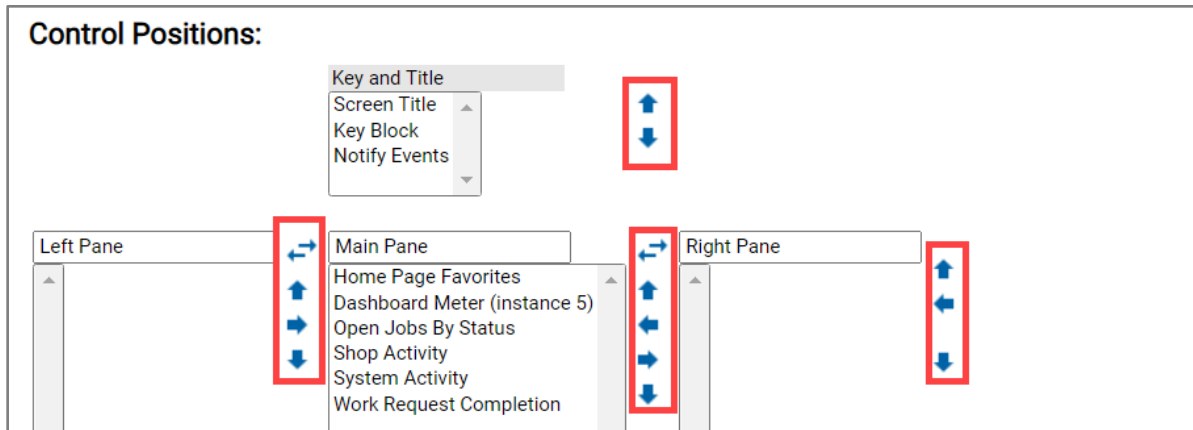 Control Positions:
Key and Title
Screen Title
Key Block
Notify Events
Left Pane
Main Pane
Right Pane
Home Page Favorites
Dashboard Meter (instance 5)
Open Jobs By Status
Shop Activity
System Activity
Work Request Completion